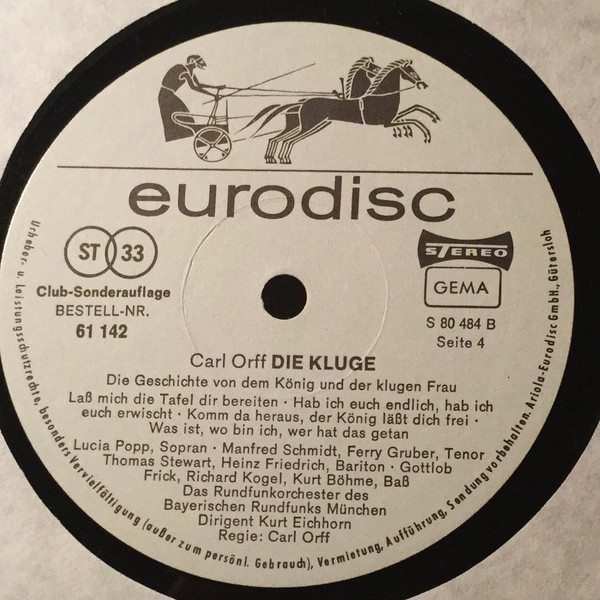 eurodisc
ST 33
Club-Sonderauflage
BESTELL-NR.
61 142
STEREO
GEMA
S 80 484 B
Seite 4
Carl Orff DIE KLUGE
Die Geschichte von dem König und der klugen Frau
Laß mich die Tafel dir bereiten · Hab ich euch endlich, hab ich
euch erwischt · Komm da heraus, der König läßt dich frei ·
Was ist, wo bin ich, wer hat das getan
Lucia Popp, Sopran · Manfred Schmidt, Ferry Gruber, Tenor
Thomas Stewart, Heinz Friedrich, Bariton · Gottlob
Frick, Richard Kogel, Kurt Böhme, Baß
Das Rundfunkorchester des
Bayerischen Rundfunks München
Dirigent Kurt Eichhorn
Regie: Carl Orff
Urheber- u. Leistungsschutzrechte, besonders Vervielfältigung (außer zum persönl. Gebrauch), Vermietung, Aufführung, Sendung vorbehalten. Ariola-Eurodisc GmbH., Gütersloh